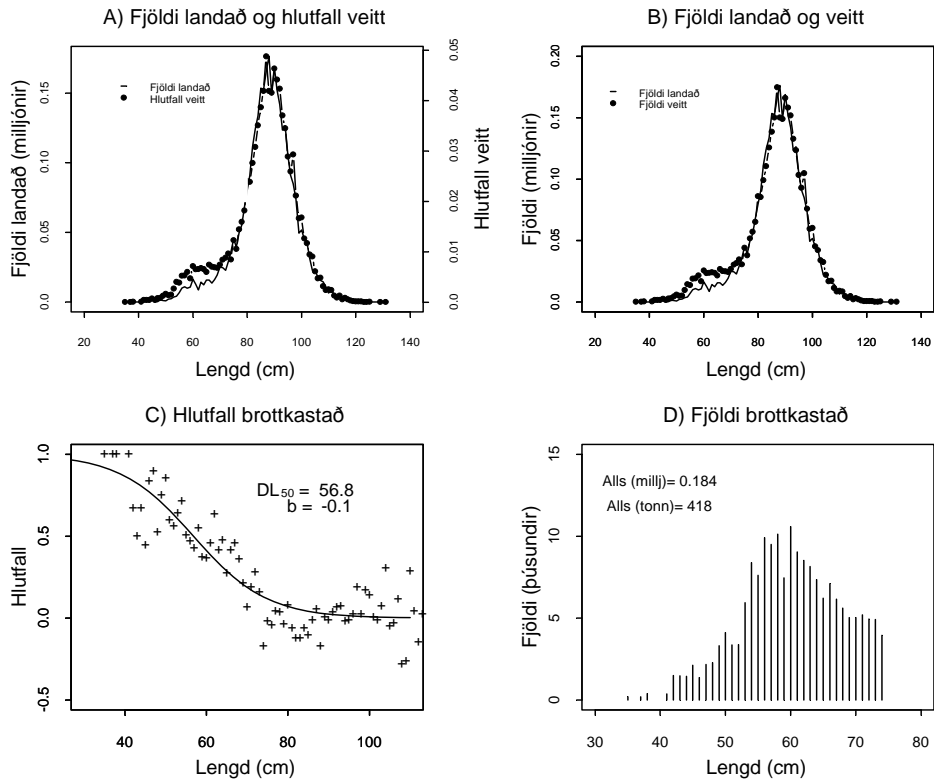 A) Fjöldi landað og hlutfall veitt
Fjöldi landað (milljónir)
0.15
0.10
0.05
0.0
Fjöldi landað
Hlutfall veitt
0.05
0.04
0.03
0.02
0.01
0.0
Hlutfall veitt
20 40 60 80 100 120 140
Lengd (cm)
B) Fjöldi landað og veitt
Fjöldi (milljónir)
0.20
0.15
0.10
0.05
0.0
Fjöldi landað
Fjöldi veitt
20 40 60 80 100 120 140
Lengd (cm)
C) Hlutfall brottkastað
Hlutfall
1.0
0.5
0.0
-0.5
DL50 = 56.8
b = -0.1
40 60 80 100
Lengd (cm)
D) Fjöldi brottkastað
Fjöldi (þúsundir)
15
10
5
0
Alls (millj)= 0.184
Alls (tonn)= 418
30 40 50 60 70 80
Lengd (cm)